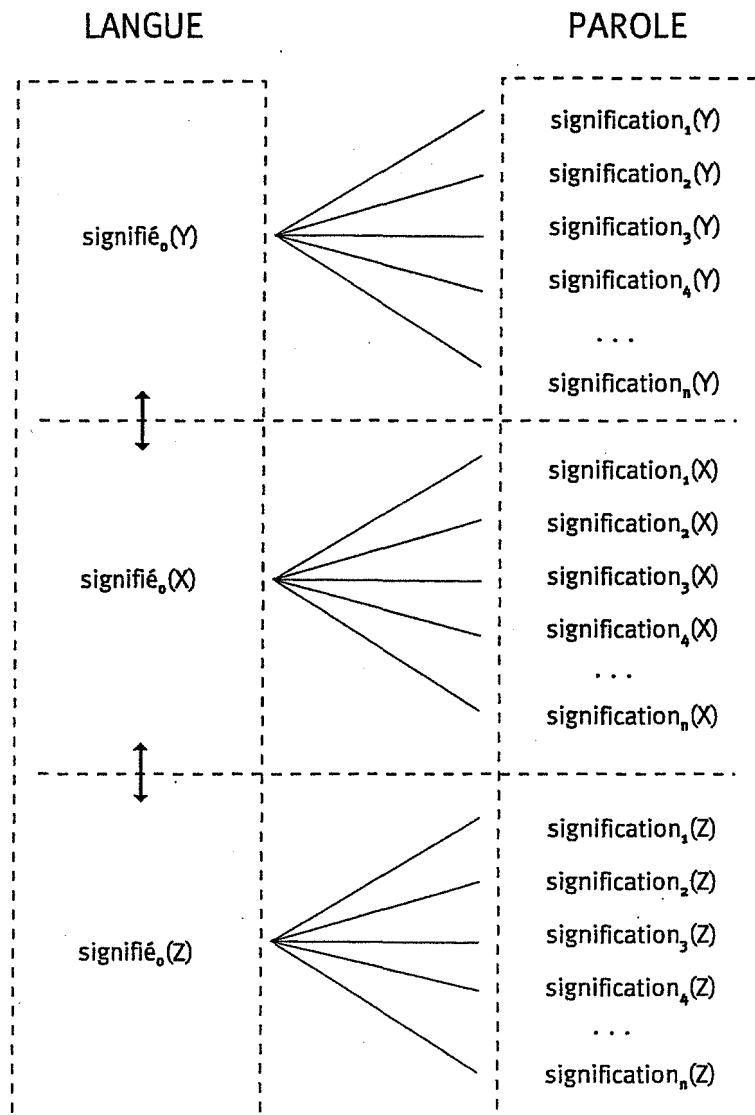 LANGUE PAROLE
signification₁(Y)
signification₂(Y)
signifié₀(Y) signification₃(Y)
signification₄(Y)
. . .
significationₙ(Y)
signification₁(X)
signification₂(X)
signifié₀(X) signification₃(X)
signification₄(X)
. . .
significationₙ(X)
signification₁(Z)
signification₂(Z)
signifié₀(Z) signification₃(Z)
signification₄(Z)
. . .
significationₙ(Z)